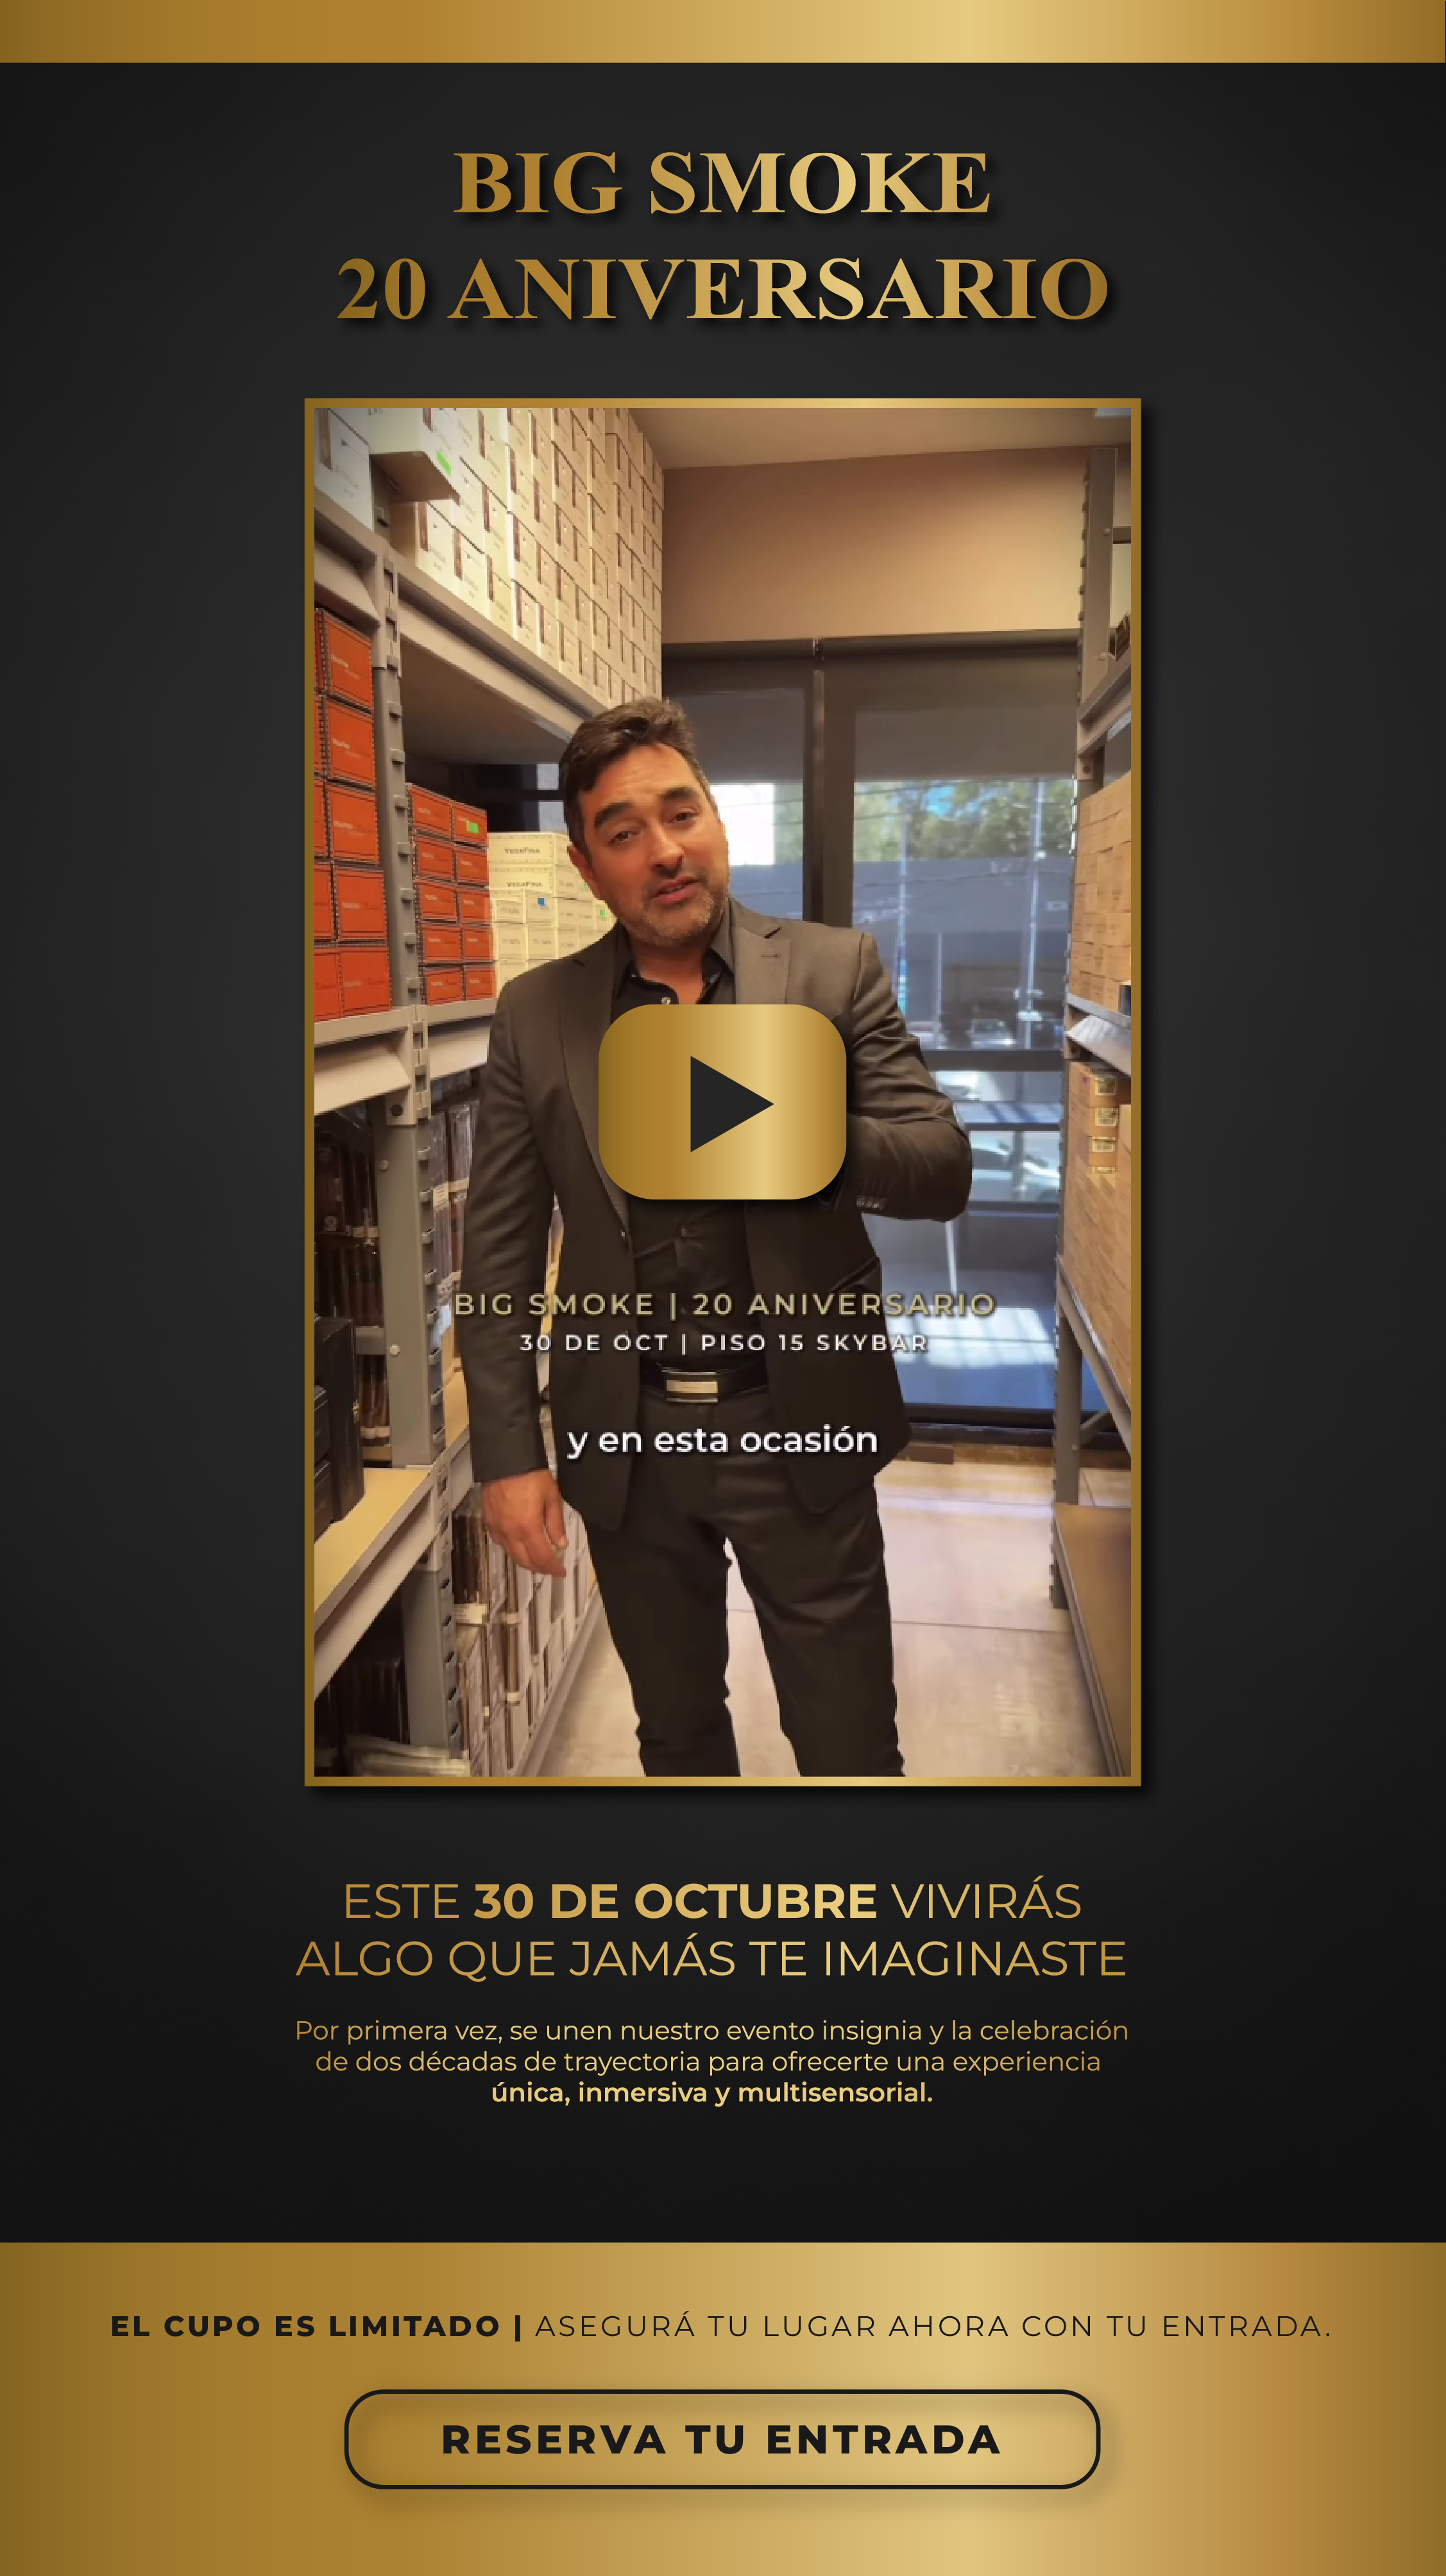 BIG SMOKE
20 ANIVERSARIO
VEGAFINA
VEGAFINA
BIG SMOKE | 20 ANIVERSARIO
30 DE OCT | PISO 15 SKYBAR
y en esta ocasión
ESTE 30 DE OCTUBRE VIVIRÁS
ALGO QUE JAMÁS TE IMAGINASTE
Por primera vez, se unen nuestro evento insignia y la celebración
de dos décadas de trayectoria para ofrecerte una experiencia
única, inmersiva y multisensorial.
EL CUPO ES LIMITADO | ASEGURÁ TU LUGAR AHORA CON TU ENTRADA.
RESERVA TU ENTRADA